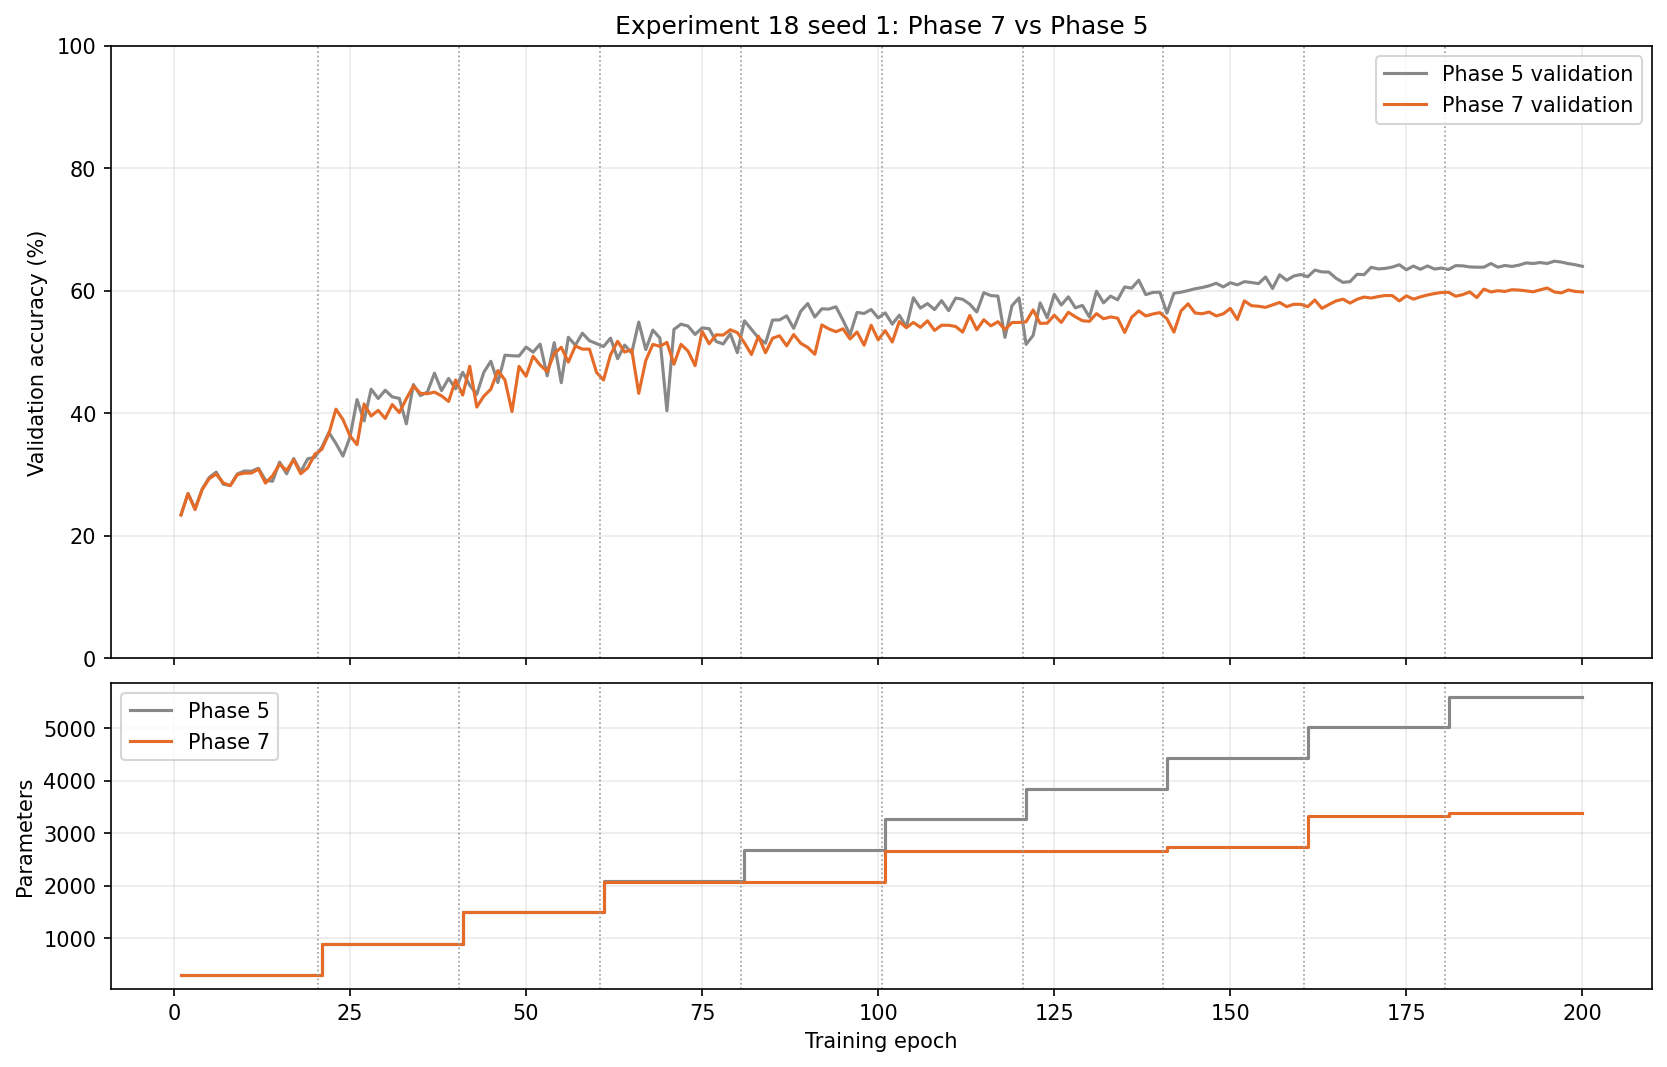 Experiment 18 seed 1: Phase 7 vs Phase 5
Validation accuracy (%)
100
80
60
40
20
0
Phase 5 validation
Phase 7 validation
Parameters
5000
4000
3000
2000
1000
Phase 5
Phase 7
0 25 50 75 100 125 150 175 200
Training epoch